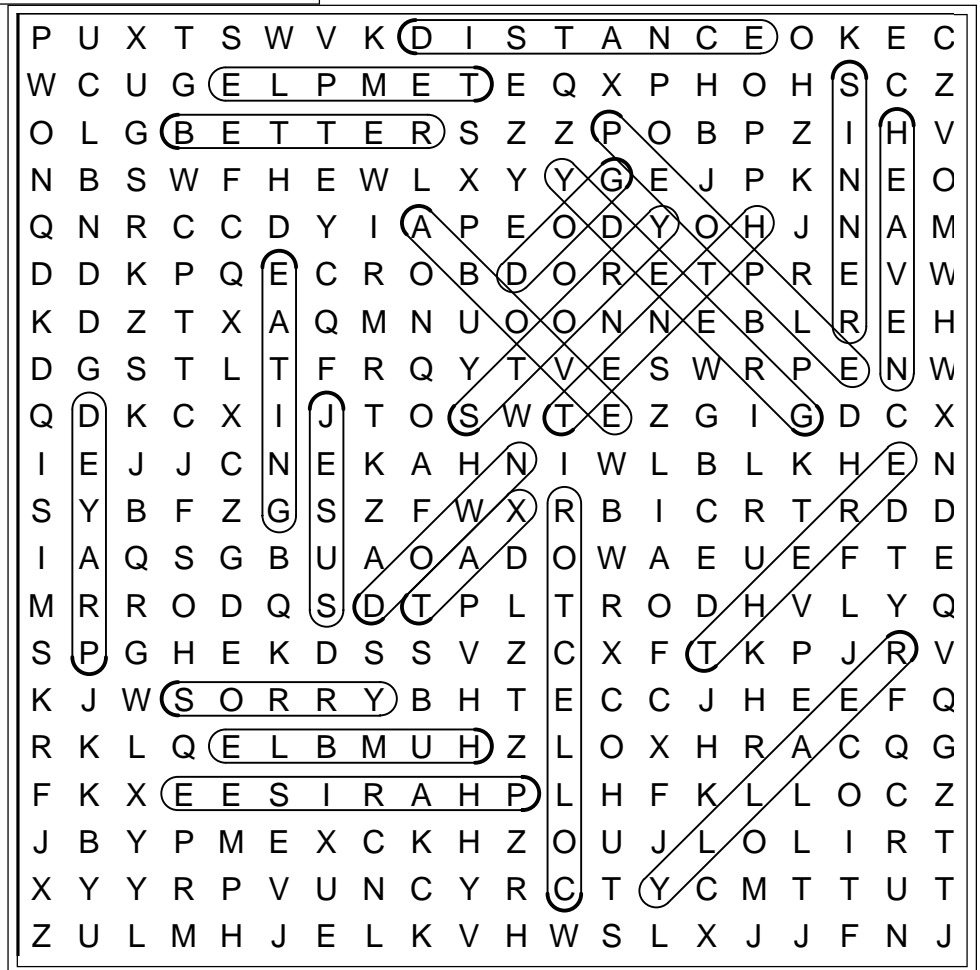 P U X T S W V K D I S T A N C E O K E C
W C U G E L P M E T E Q X P H O H S C Z
O L G B E T T E R S Z Z P O B P Z I H V
N B S W F H E W L X Y Y G E J P K N E O
Q N R C C D Y I A P E O D Y O H J N A M
D D K P Q E C R O B D O R E T P R E V W
K D Z T X A Q M N U O O N N E B L R E H
D G S T L T F R Q Y T V E S W R P E N W
Q D K C X I J T O S W T E Z G I G D C X
I E J J C N E K A H N I W L B L K H E N
S Y B F Z G S Z F W X R B I C R T R D D
I A Q S G B U A O A D O W A E U E F T E
M R R O D Q S D T P L T R O D H V L Y Q
S P G H E K D S S V Z C X F T K P J R V
K J W S O R R Y B H T E C C J H E E F Q
R K L Q E L B M U H Z L O X H R A C Q G
F K X E E S I R A H P L H F K L L O C Z
J B Y P M E X C K H Z O U J L O L I R T
X Y Y R P V U N C Y R C T Y C M T T U T
Z U L M H J E L K V H W S L X J J F N J